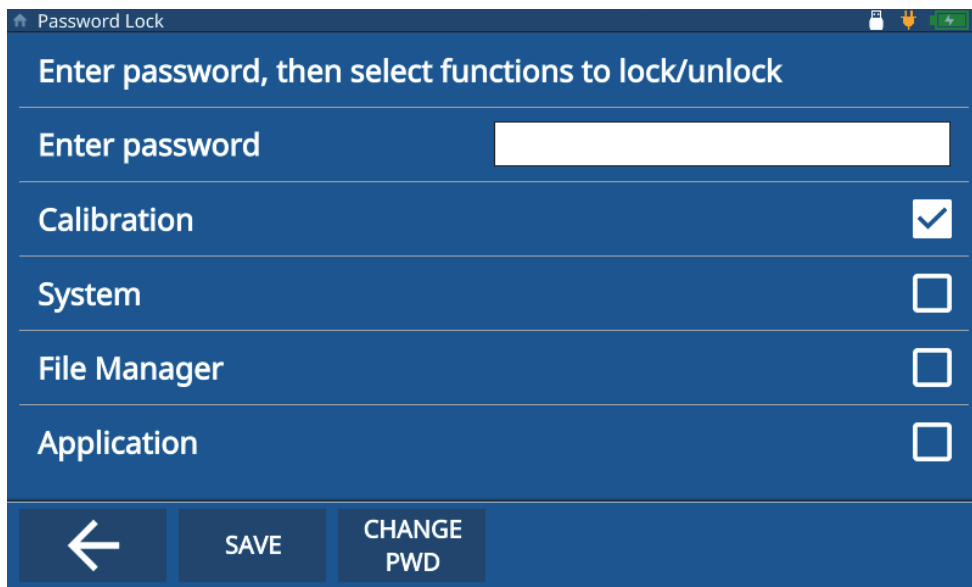 Password Lock
Enter password, then select functions to lock/unlock
Enter password
Calibration
System
File Manager
Application
SAVE
CHANGE
PWD